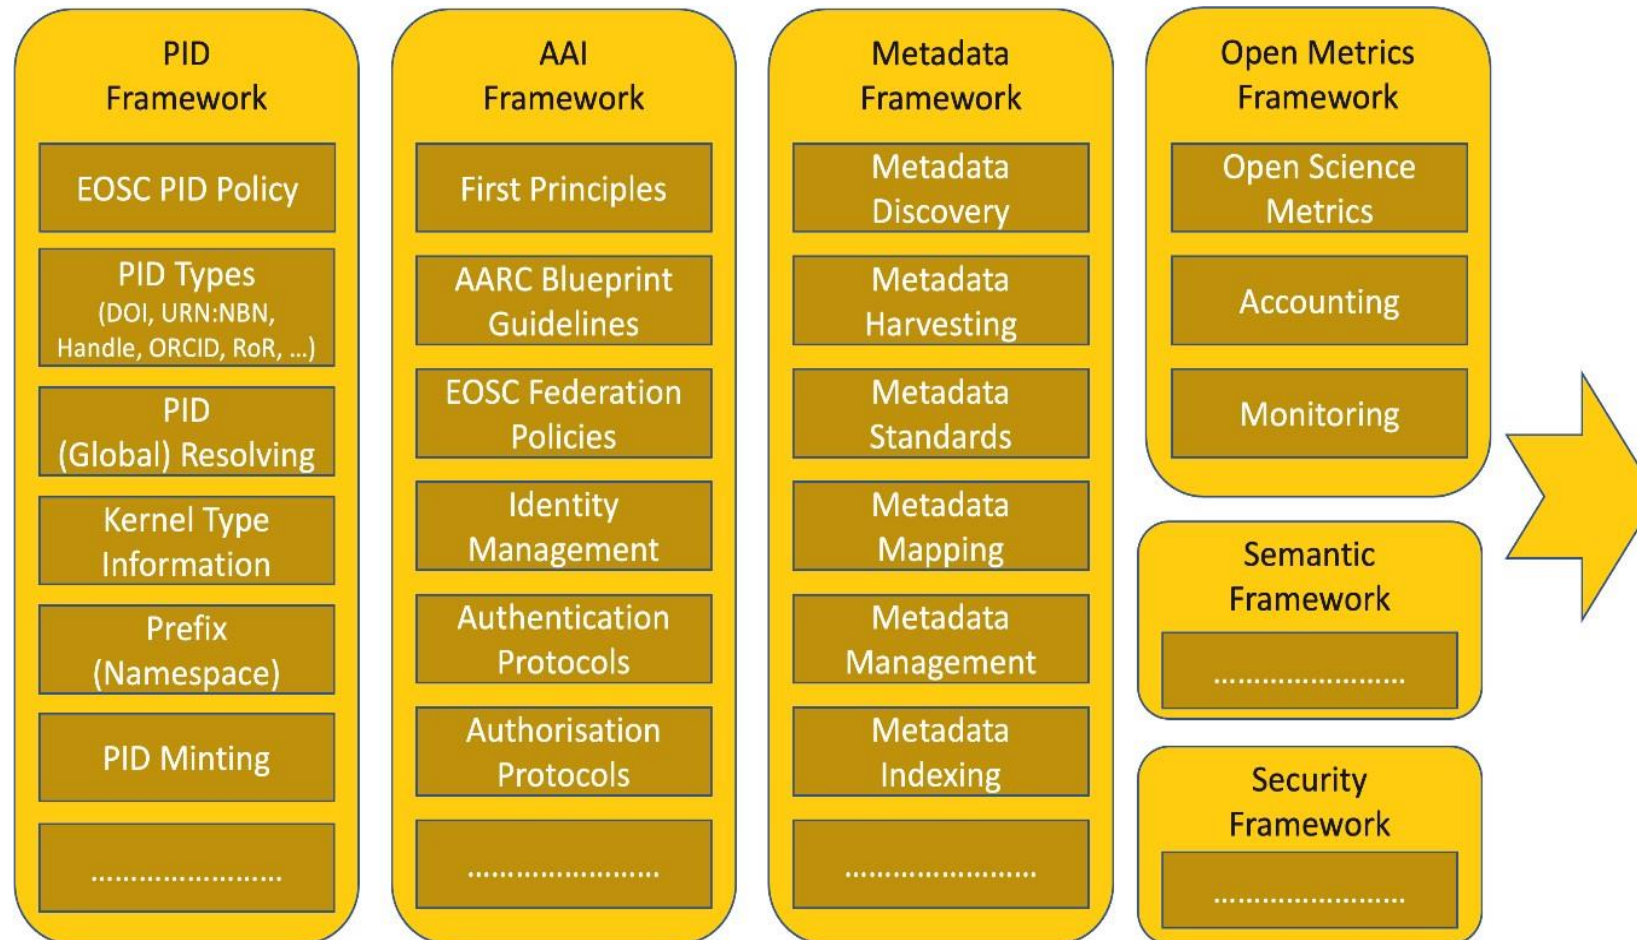 PID
Framework
EOSC PID Policy
PID Types
(DOI, URN:NBN,
Handle, ORCID, RoR, ...)
PID
(Global) Resolving
Kernel Type
Information
Prefix
(Namespace)
PID Minting
........................
AAI
Framework
First Principles
AARC Blueprint
Guidelines
EOSC Federation
Policies
Identity
Management
Authentication
Protocols
Authorisation
Protocols
........................
Metadata
Framework
Metadata
Discovery
Metadata
Harvesting
Metadata
Standards
Metadata
Mapping
Metadata
Management
Metadata
Indexing
........................
Open Metrics
Framework
Open Science
Metrics
Accounting
Monitoring
Semantic
Framework
........................
Security
Framework
........................